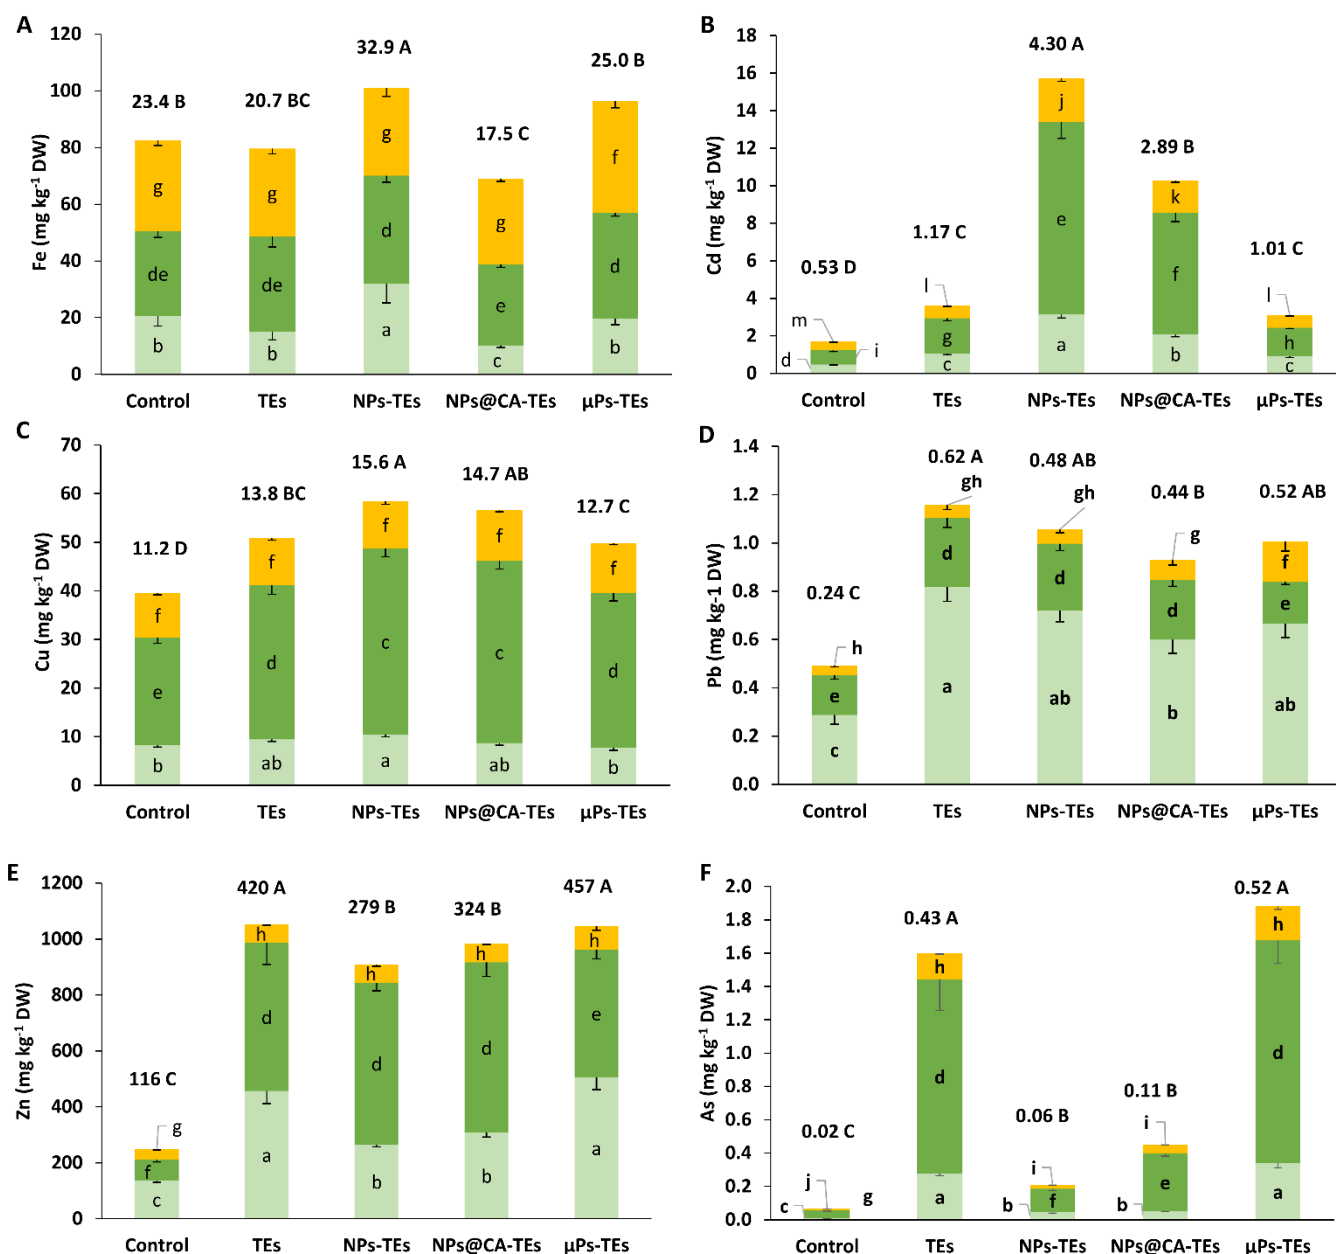 A
Fe (mg kg⁻¹ DW)
120
100
80
60
40
20
0
23.4 B
20.7 BC
32.9 A
17.5 C
25.0 B
g
g
g
g
f
de
de
d
e
d
b
b
a
c
b
Control
TEs
NPs-TEs
NPs@CA-TEs
µPs-TEs
B
Cd (mg kg⁻¹ DW)
18
16
14
12
10
8
6
4
2
0
0.53 D
1.17 C
4.30 A
2.89 B
1.01 C
m
l
j
k
l
i
g
e
f
h
d
c
a
b
c
Control
TEs
NPs-TEs
NPs@CA-TEs
µPs-TEs
C
Cu (mg kg⁻¹ DW)
70
60
50
40
30
20
10
0
11.2 D
13.8 BC
15.6 A
14.7 AB
12.7 C
f
f
f
f
f
e
d
c
c
d
b
ab
a
ab
b
Control
TEs
NPs-TEs
NPs@CA-TEs
µPs-TEs
D
Pb (mg kg-1 DW)
1.4
1.2
1.0
0.8
0.6
0.4
0.2
0.0
0.24 C
0.62 A
0.48 AB
0.44 B
0.52 AB
h
gh
gh
g
f
e
d
d
d
e
c
a
ab
b
ab
Control
TEs
NPs-TEs
NPs@CA-TEs
µPs-TEs
E
Zn (mg kg⁻¹ DW)
1200
1000
800
600
400
200
0
116 C
420 A
279 B
324 B
457 A
g
h
h
h
h
f
d
d
d
e
c
a
b
b
a
Control
TEs
NPs-TEs
NPs@CA-TEs
µPs-TEs
F
As (mg kg⁻¹ DW)
2.0
1.8
1.6
1.4
1.2
1.0
0.8
0.6
0.4
0.2
0.0
0.02 C
0.43 A
0.06 B
0.11 B
0.52 A
j
h
i
i
h
g
d
f
e
d
c
a
b
b
a
Control
TEs
NPs-TEs
NPs@CA-TEs
µPs-TEs